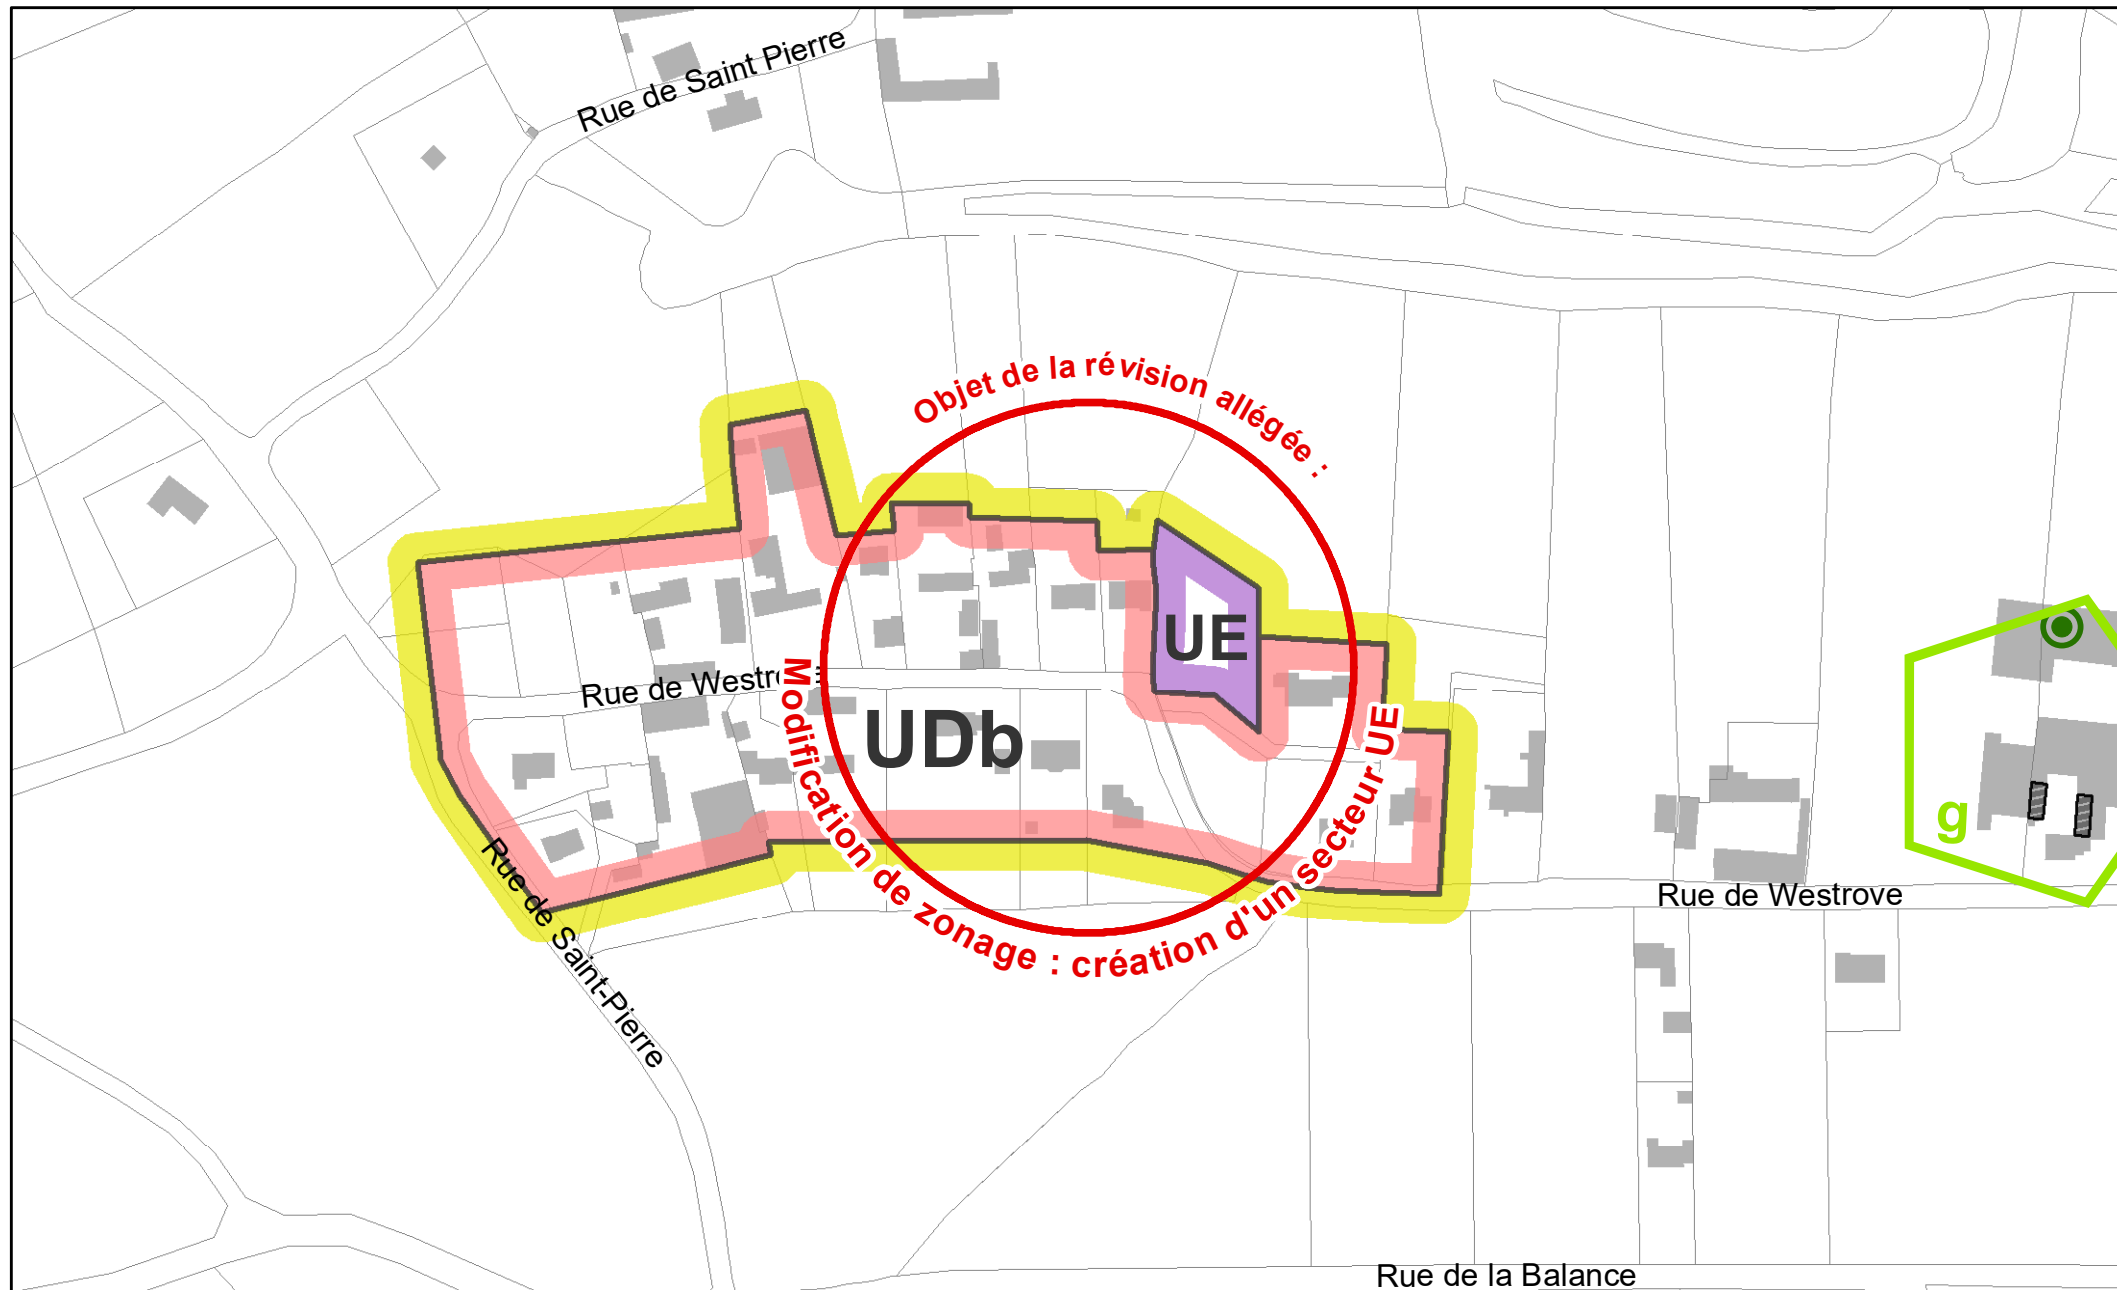 Rue de Saint Pierre
Objet de la révision allégée :
UE
Rue de Westr
UDb
Modification de zonage : création d'un secteur UE
g
Rue de Saint-Pierre
Rue de Westrove
Rue de la Balance